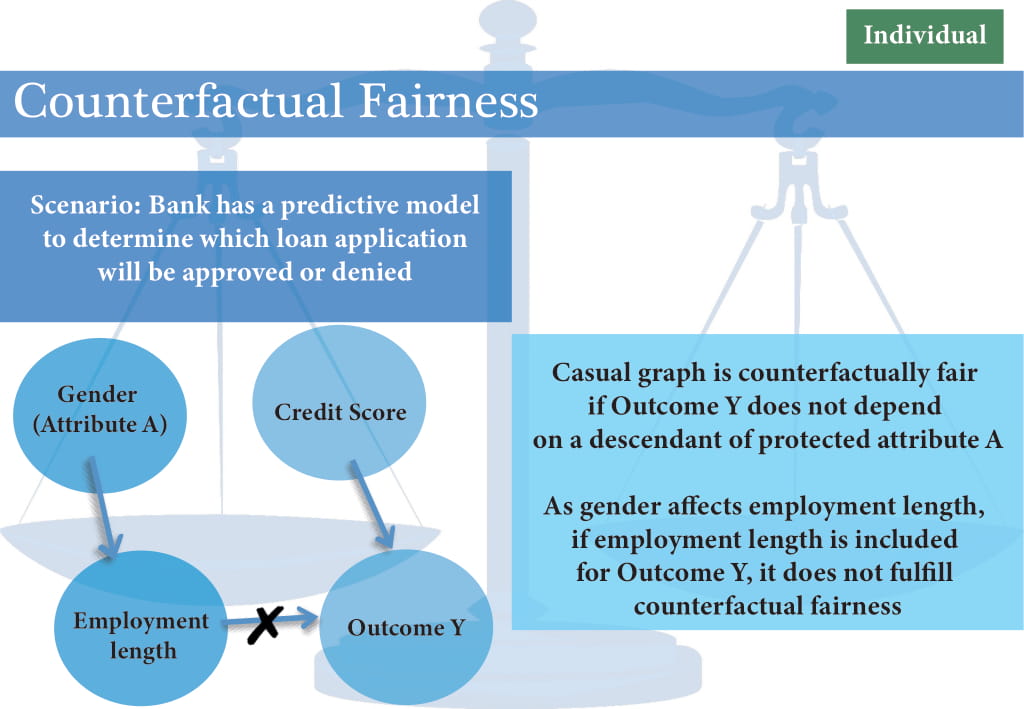 Individual
Counterfactual Fairness
Scenario: Bank has a predictive model
to determine which loan application
will be approved or denied
Gender
(Attribute A)
Credit Score
Employment
length
Outcome Y
Casual graph is counterfactually fair
if Outcome Y does not depend
on a descendant of protected attribute A
As gender affects employment length,
if employment length is included
for Outcome Y, it does not fulfill
counterfactual fairness